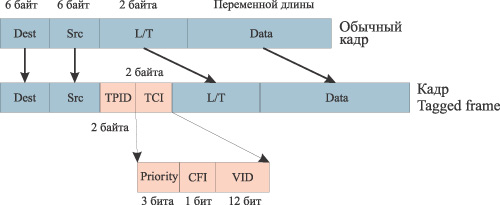 6 байт 6 байт 2 байта Переменной длины
Dest Src L/T Data Обычный
кадр
2 байта
Dest Src TPID TCI L/T Data Кадр
Tagged frame
2 байта
Priority CFI VID
3 бита 1 бит 12 бит